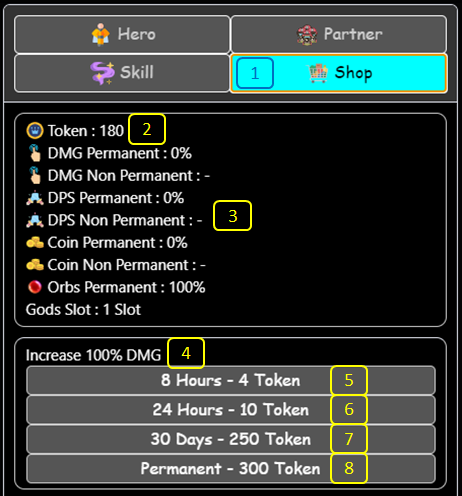 Hero
Partner
Skill
1 Shop
Token : 180 2
DMG Permanent : 0%
DMG Non Permanent : -
DPS Permanent : 0%
DPS Non Permanent : - 3
Coin Permanent : 0%
Coin Non Permanent : -
Orbs Permanent : 100%
Gods Slot : 1 Slot
Increase 100% DMG 4
8 Hours - 4 Token 5
24 Hours - 10 Token 6
30 Days - 250 Token 7
Permanent - 300 Token 8